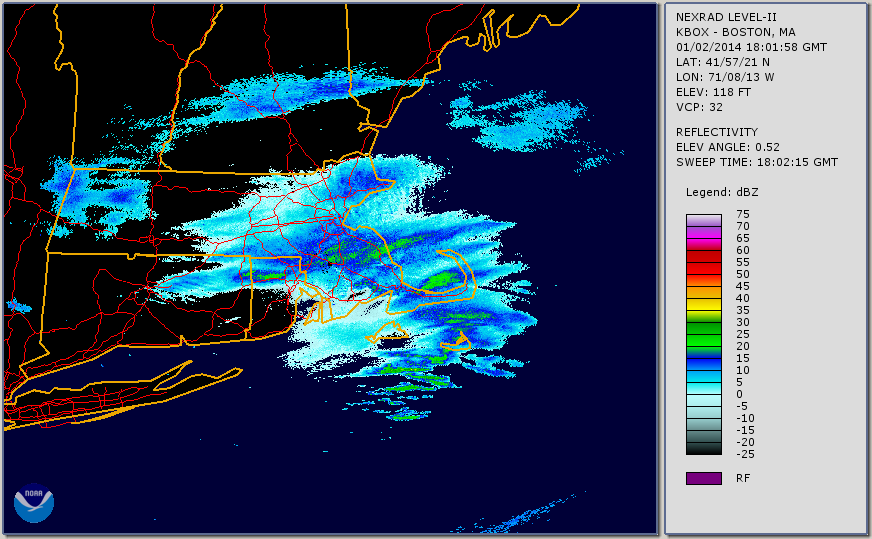 NEXRAD LEVEL-II
KBOX - BOSTON, MA
01/02/2014 18:01:58 GMT
LAT: 41/57/21 N
LON: 71/08/13 W
ELEV: 118 FT
VCP: 32
REFLECTIVITY
ELEV ANGLE: 0.52
SWEEP TIME: 18:02:15 GMT
Legend: dBZ
75
70
65
60
55
50
45
40
35
30
25
20
15
10
5
0
-5
-10
-15
-20
-25
RF
NOAA